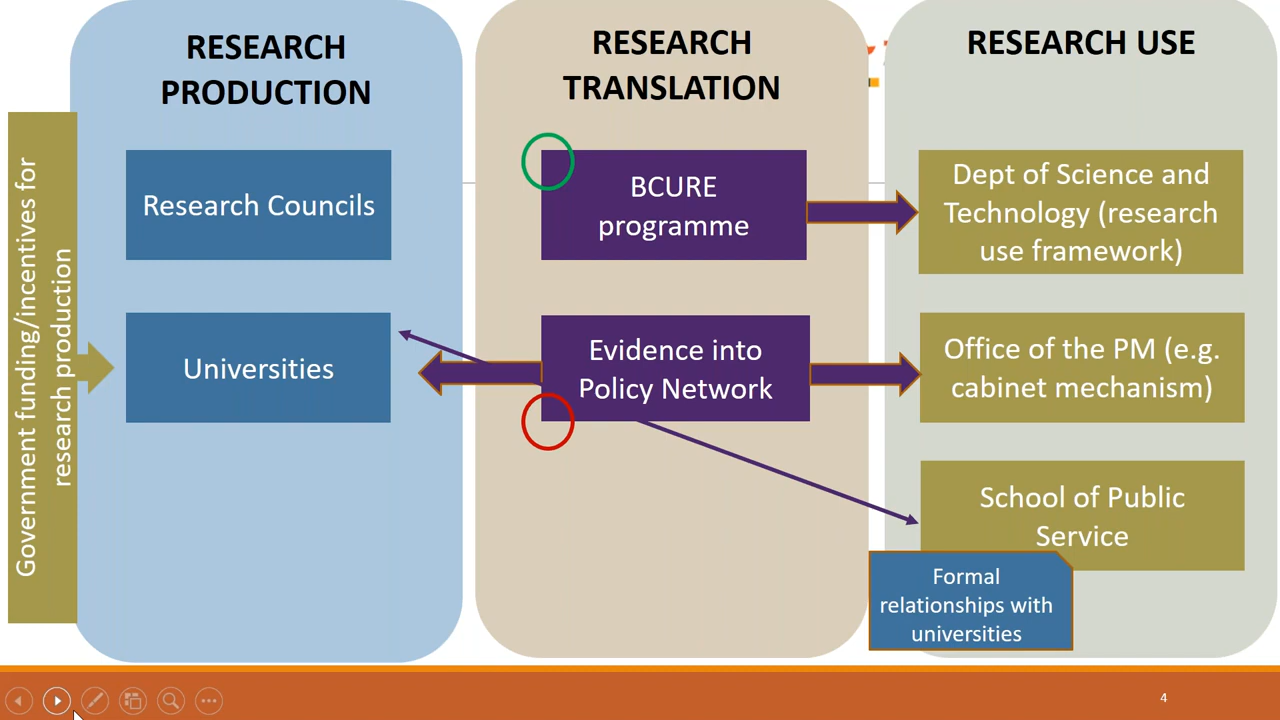 Government funding/incentives for
research production
RESEARCH
PRODUCTION
Research Councils
Universities
RESEARCH
TRANSLATION
BCURE
programme
Evidence into
Policy Network
RESEARCH USE
Dept of Science and
Technology (research
use framework)
Office of the PM (e.g.
cabinet mechanism)
School of Public
Service
Formal
relationships with
universities
4